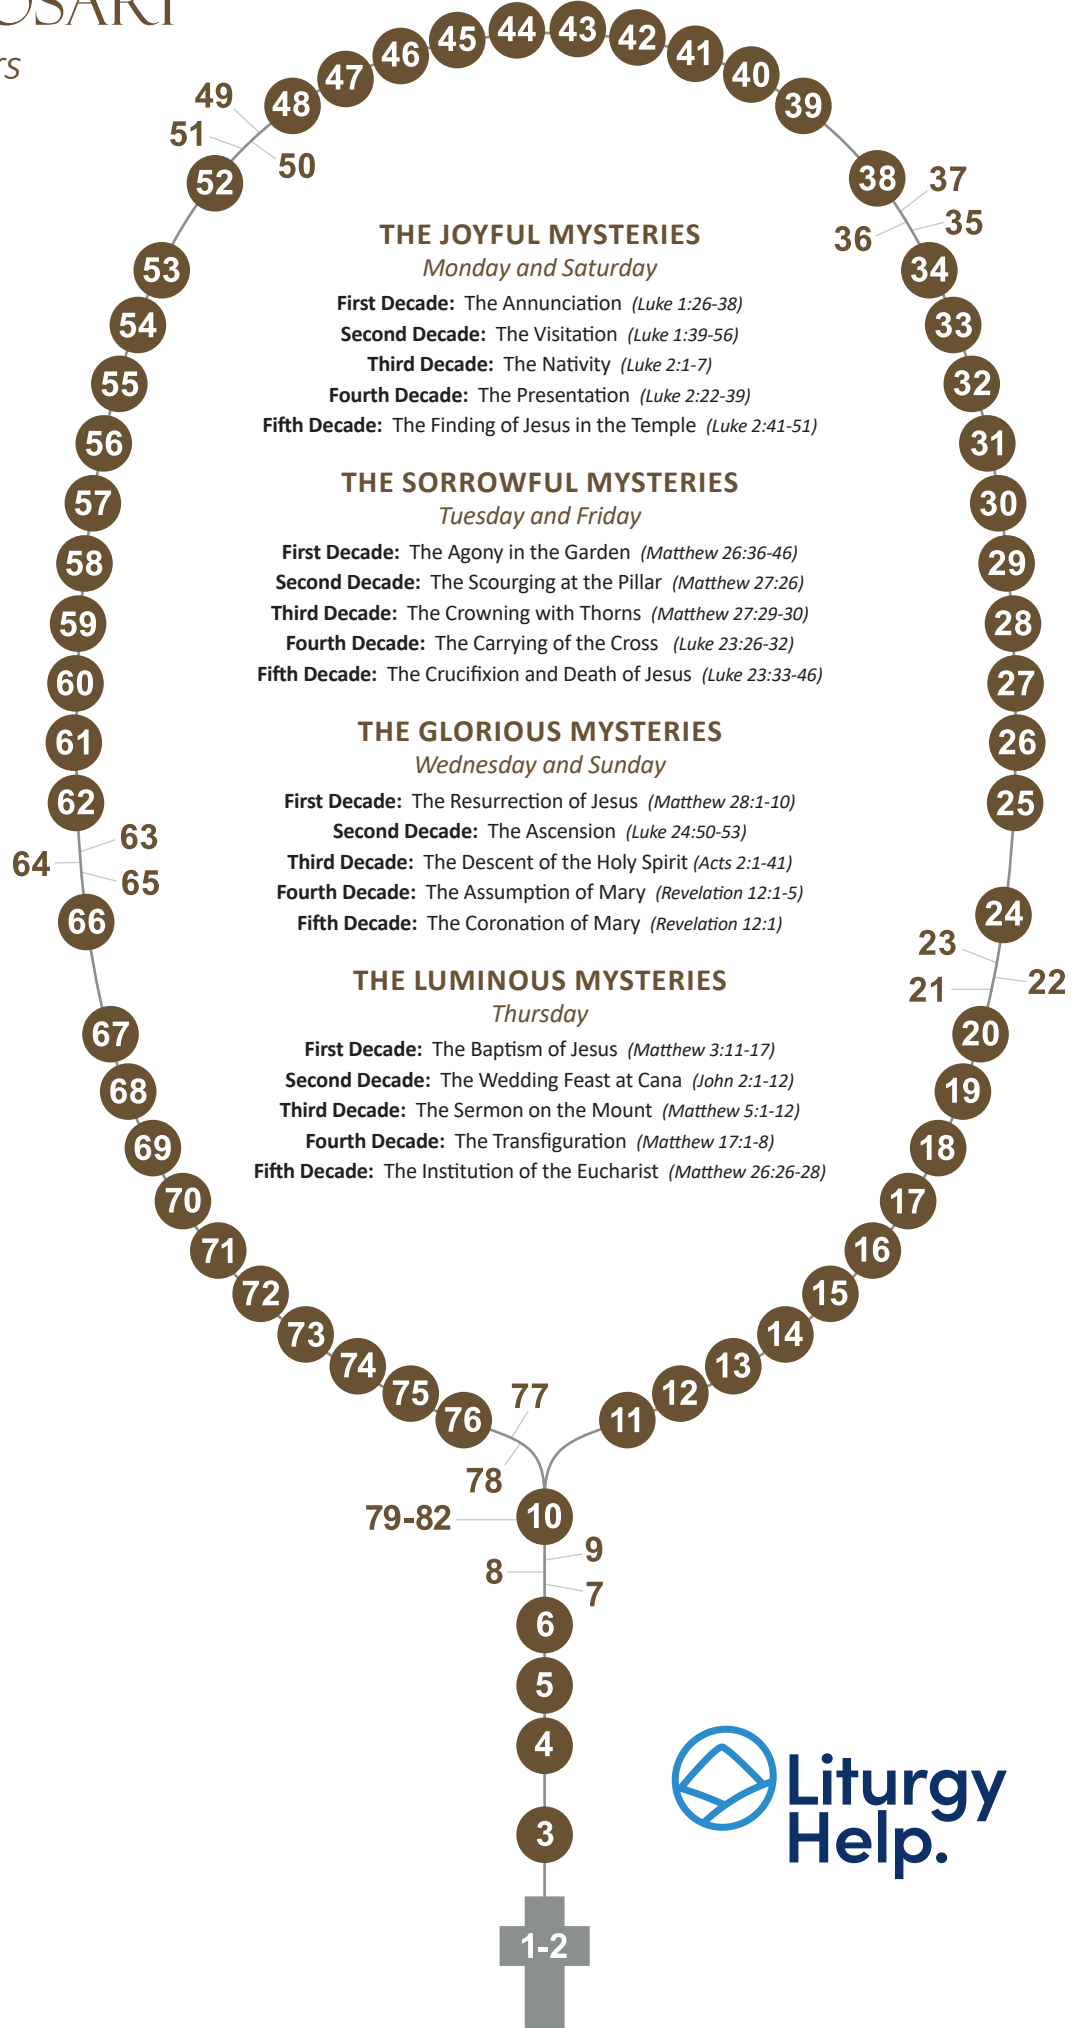 OSARY
rs
44 43
45 42
46 41
47 40
48 39
49
51
50
52
38 37
36 35
53 34
54 33
55 32
56 31
57 30
58 29
59 28
60 27
61 26
62 25
63
64
65
66 24
23
22
21
67 20
68 19
69 18
70 17
71 16
72 15
73 14
74 13
75 12
76 11
77
78
79-82 10
9
8
7
6
5
4
3
1-2
THE JOYFUL MYSTERIES
Monday and Saturday
First Decade: The Annunciation (Luke 1:26-38)
Second Decade: The Visitation (Luke 1:39-56)
Third Decade: The Nativity (Luke 2:1-7)
Fourth Decade: The Presentation (Luke 2:22-39)
Fifth Decade: The Finding of Jesus in the Temple (Luke 2:41-51)
THE SORROWFUL MYSTERIES
Tuesday and Friday
First Decade: The Agony in the Garden (Matthew 26:36-46)
Second Decade: The Scourging at the Pillar (Matthew 27:26)
Third Decade: The Crowning with Thorns (Matthew 27:29-30)
Fourth Decade: The Carrying of the Cross (Luke 23:26-32)
Fifth Decade: The Crucifixion and Death of Jesus (Luke 23:33-46)
THE GLORIOUS MYSTERIES
Wednesday and Sunday
First Decade: The Resurrection of Jesus (Matthew 28:1-10)
Second Decade: The Ascension (Luke 24:50-53)
Third Decade: The Descent of the Holy Spirit (Acts 2:1-41)
Fourth Decade: The Assumption of Mary (Revelation 12:1-5)
Fifth Decade: The Coronation of Mary (Revelation 12:1)
THE LUMINOUS MYSTERIES
Thursday
First Decade: The Baptism of Jesus (Matthew 3:11-17)
Second Decade: The Wedding Feast at Cana (John 2:1-12)
Third Decade: The Sermon on the Mount (Matthew 5:1-12)
Fourth Decade: The Transfiguration (Matthew 17:1-8)
Fifth Decade: The Institution of the Eucharist (Matthew 26:26-28)
Liturgy
Help.